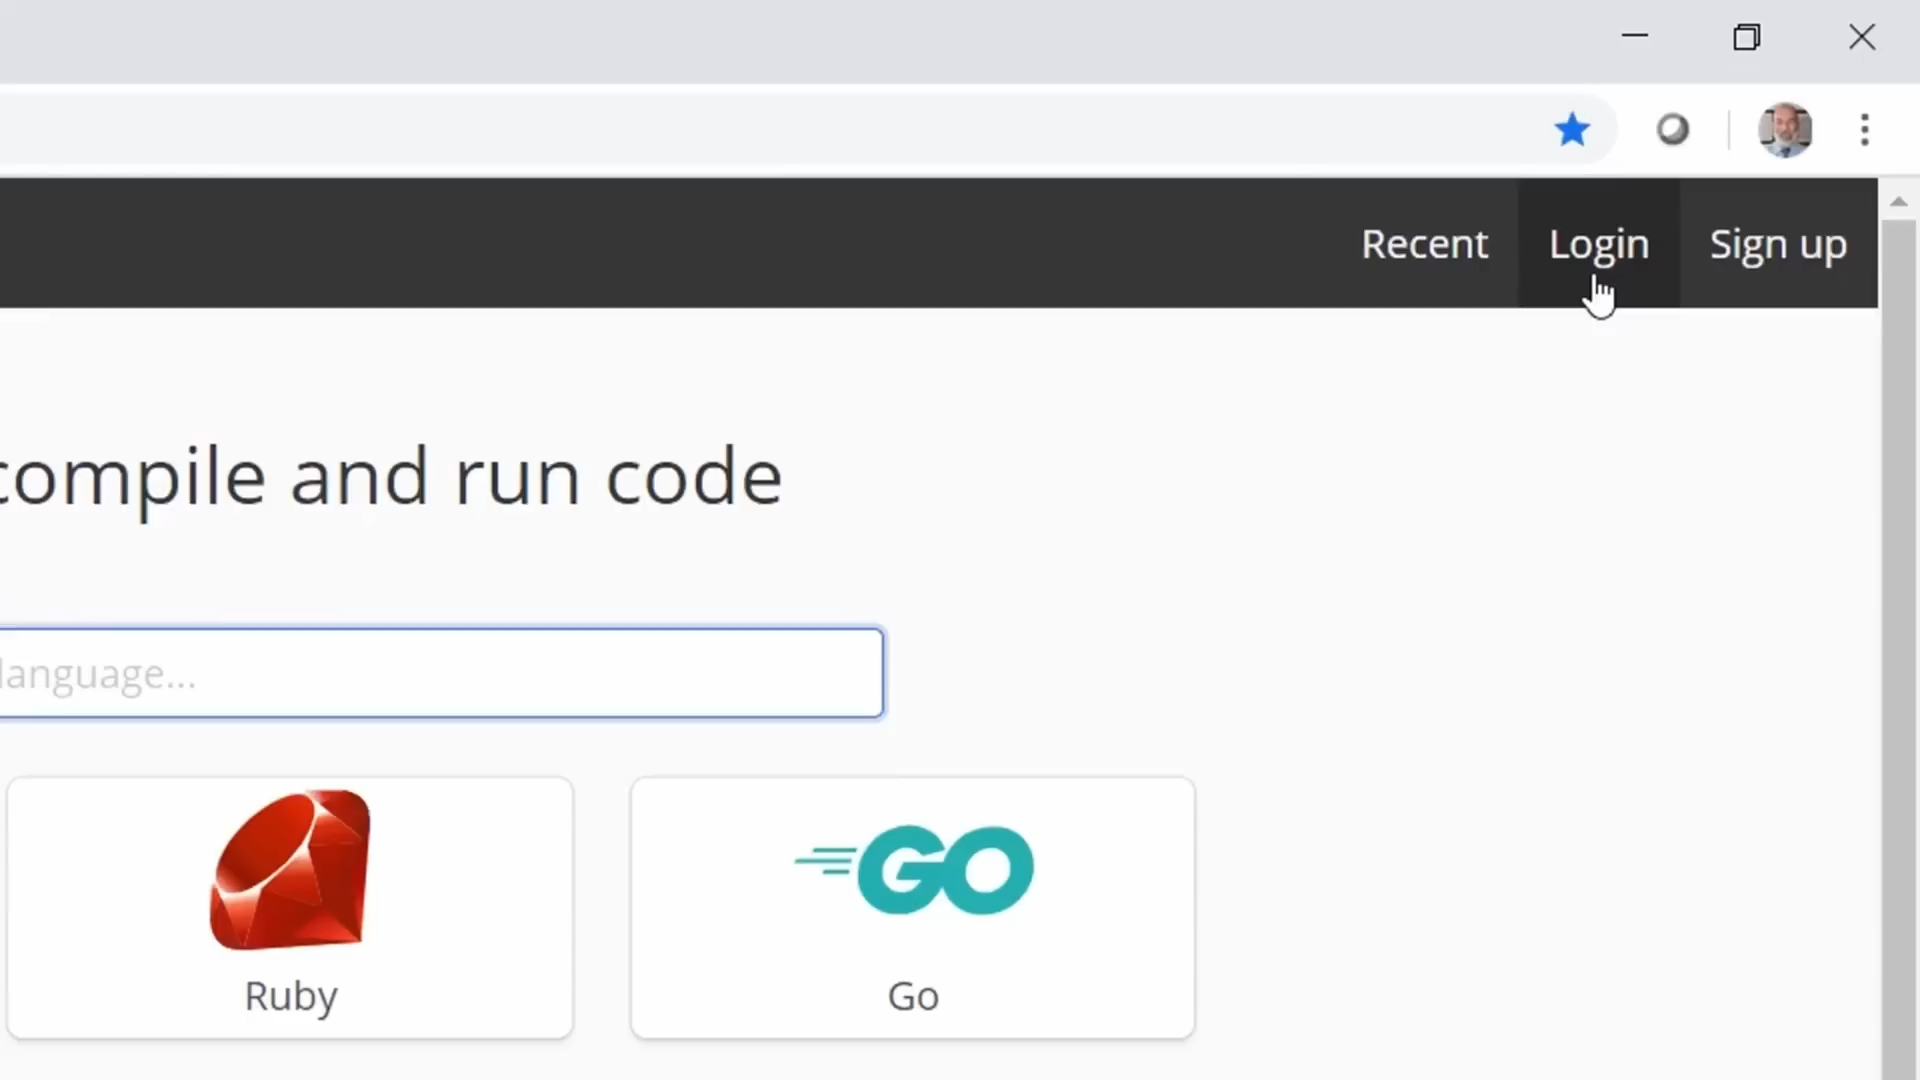 Recent Login Sign up
compile and run code
language...
GO
Ruby Go